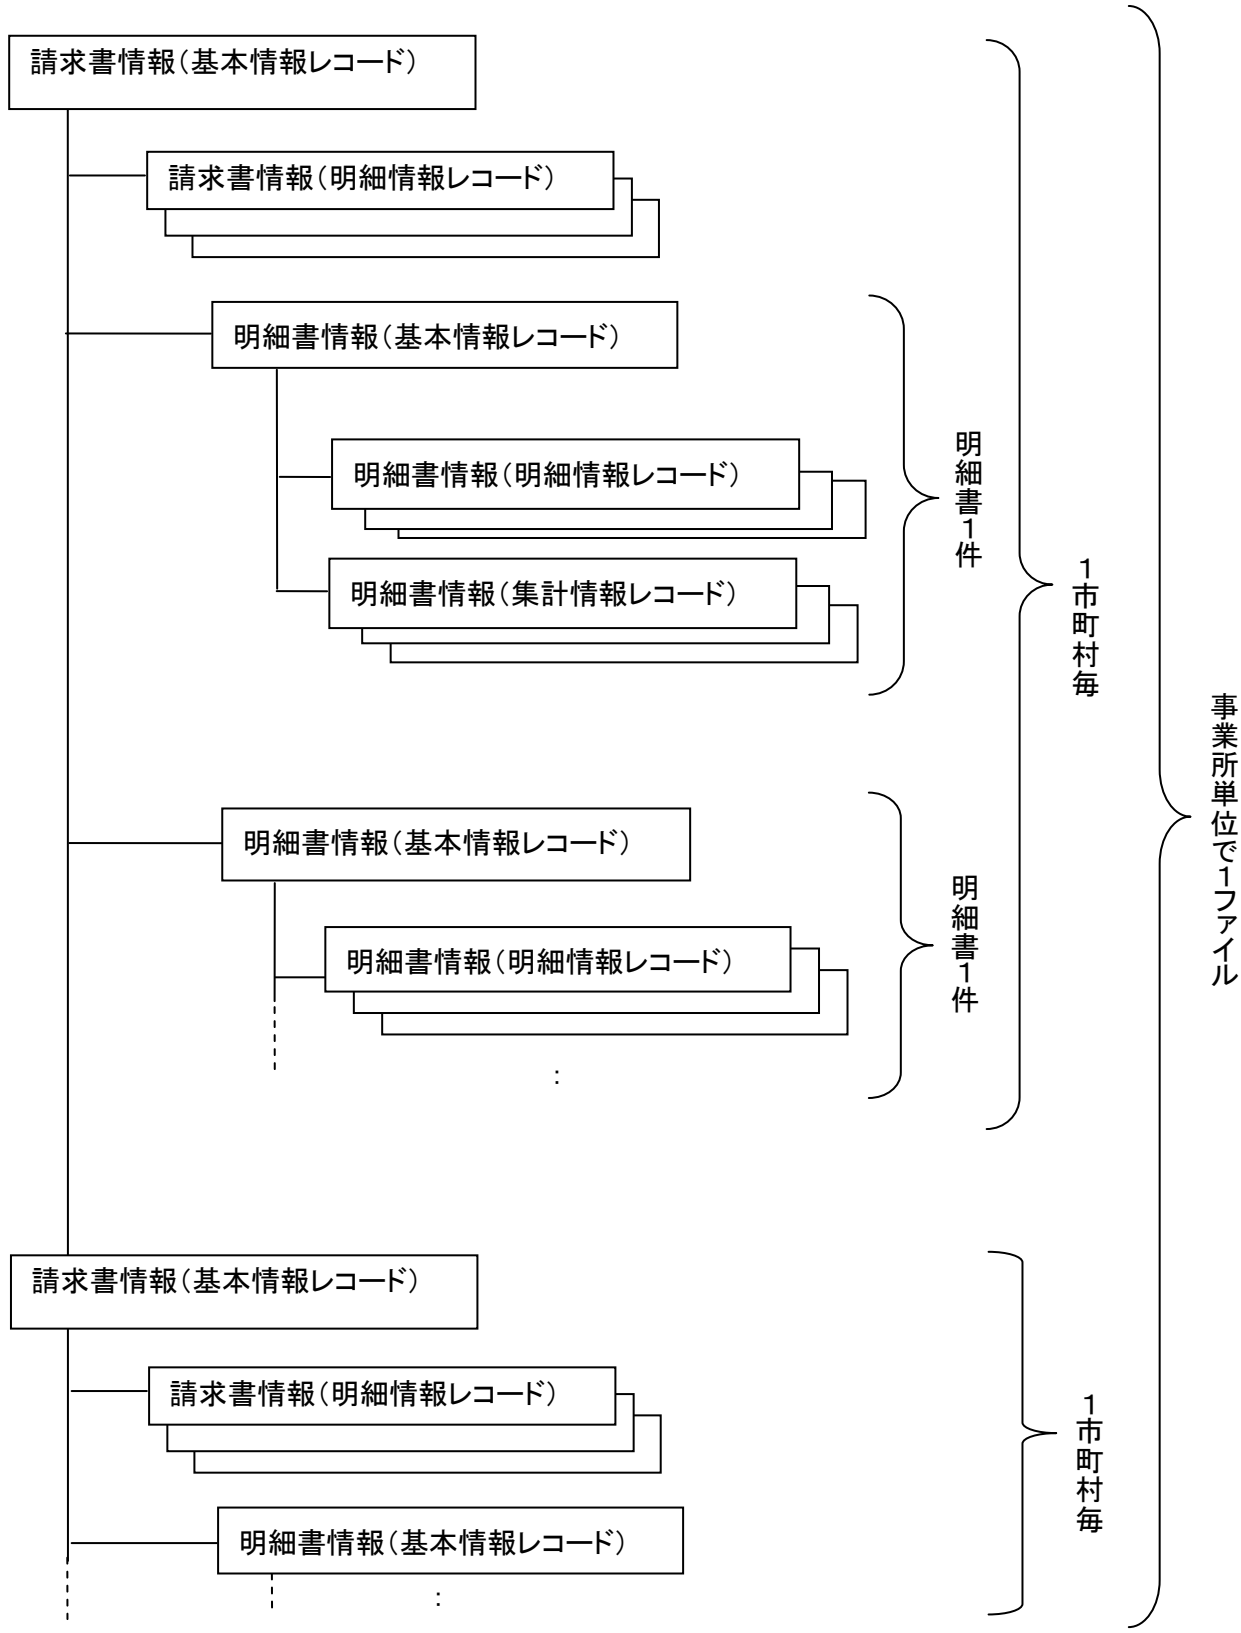 請求書情報（基本情報レコード）
請求書情報（明細情報レコード）
明細書情報（基本情報レコード）
明細書情報（明細情報レコード）
明細書情報（集計情報レコード）
明細書１件
１市町村毎
事業所単位で１ファイル
明細書情報（基本情報レコード）
明細書情報（明細情報レコード）
：
明細書１件
請求書情報（基本情報レコード）
請求書情報（明細情報レコード）
明細書情報（基本情報レコード）
：
１市町村毎